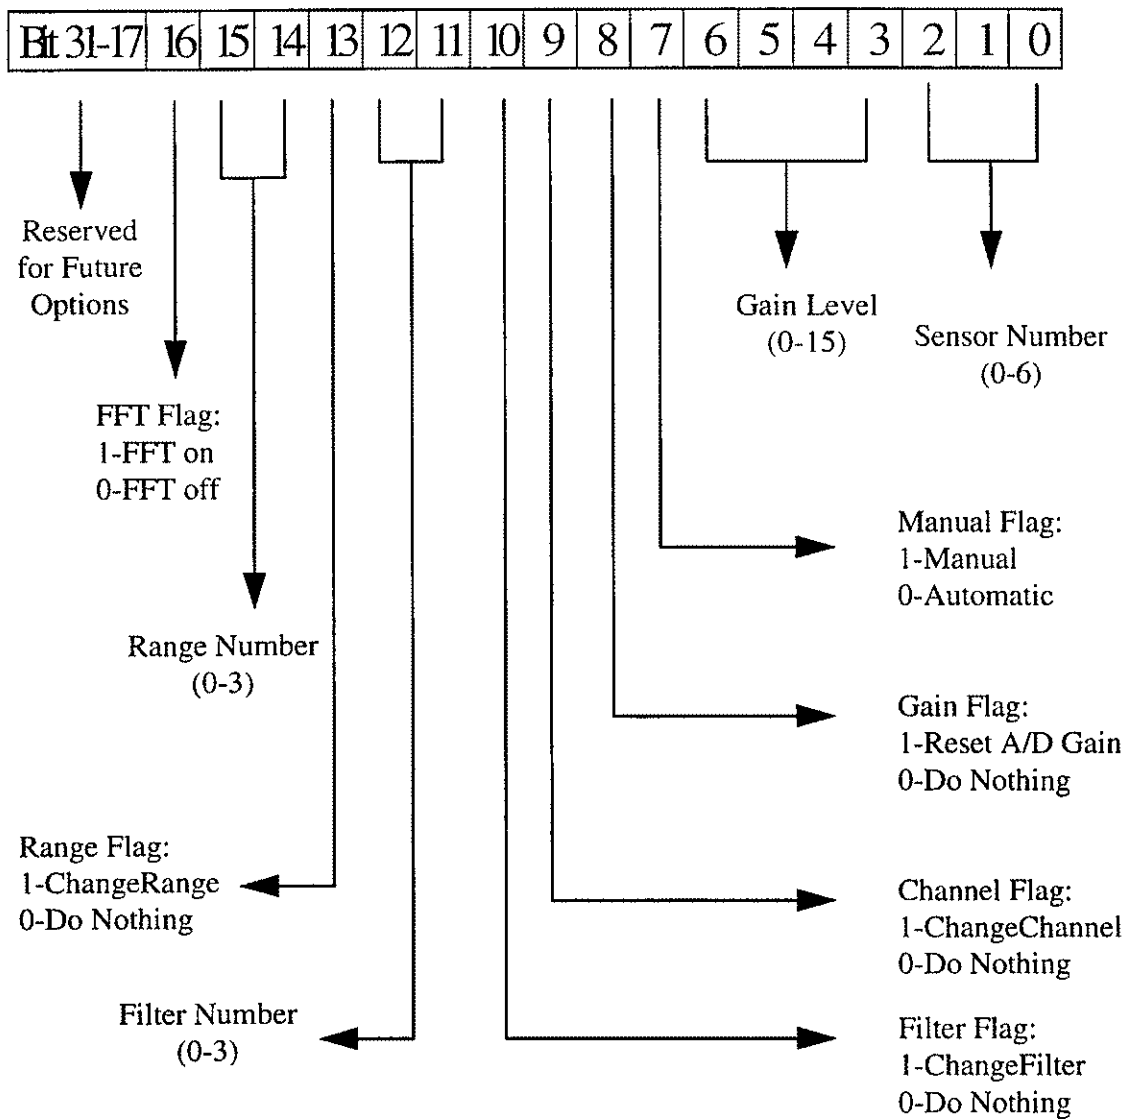 Bit 31-17 16 15 14 13 12 11 10 9 8 7 6 5 4 3 2 1 0
Reserved
for Future
Options
Gain Level
(0-15)
Sensor Number
(0-6)
FFT Flag:
1-FFT on
0-FFT off
Manual Flag:
1-Manual
0-Automatic
Range Number
(0-3)
Gain Flag:
1-Reset A/D Gain
0-Do Nothing
Range Flag:
1-ChangeRange
0-Do Nothing
Channel Flag:
1-ChangeChannel
0-Do Nothing
Filter Number
(0-3)
Filter Flag:
1-ChangeFilter
0-Do Nothing